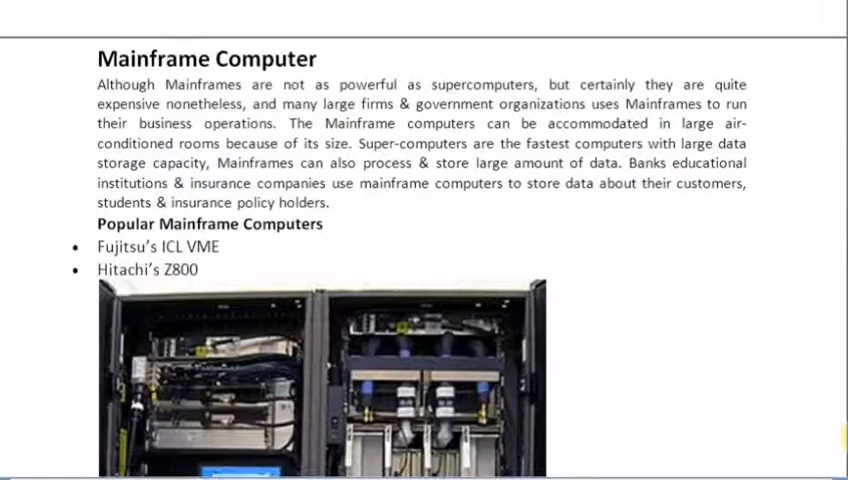 Mainframe Computer
Although Mainframes are not as powerful as supercomputers, but certainly they are quite
expensive nonetheless, and many large firms & government organizations uses Mainframes to run
their business operations. The Mainframe computers can be accommodated in large air-
conditioned rooms because of its size. Super-computers are the fastest computers with large data
storage capacity, Mainframes can also process & store large amount of data. Banks educational
institutions & insurance companies use mainframe computers to store data about their customers,
students & insurance policy holders.
Popular Mainframe Computers
• Fujitsu’s ICL VME
• Hitachi’s Z800